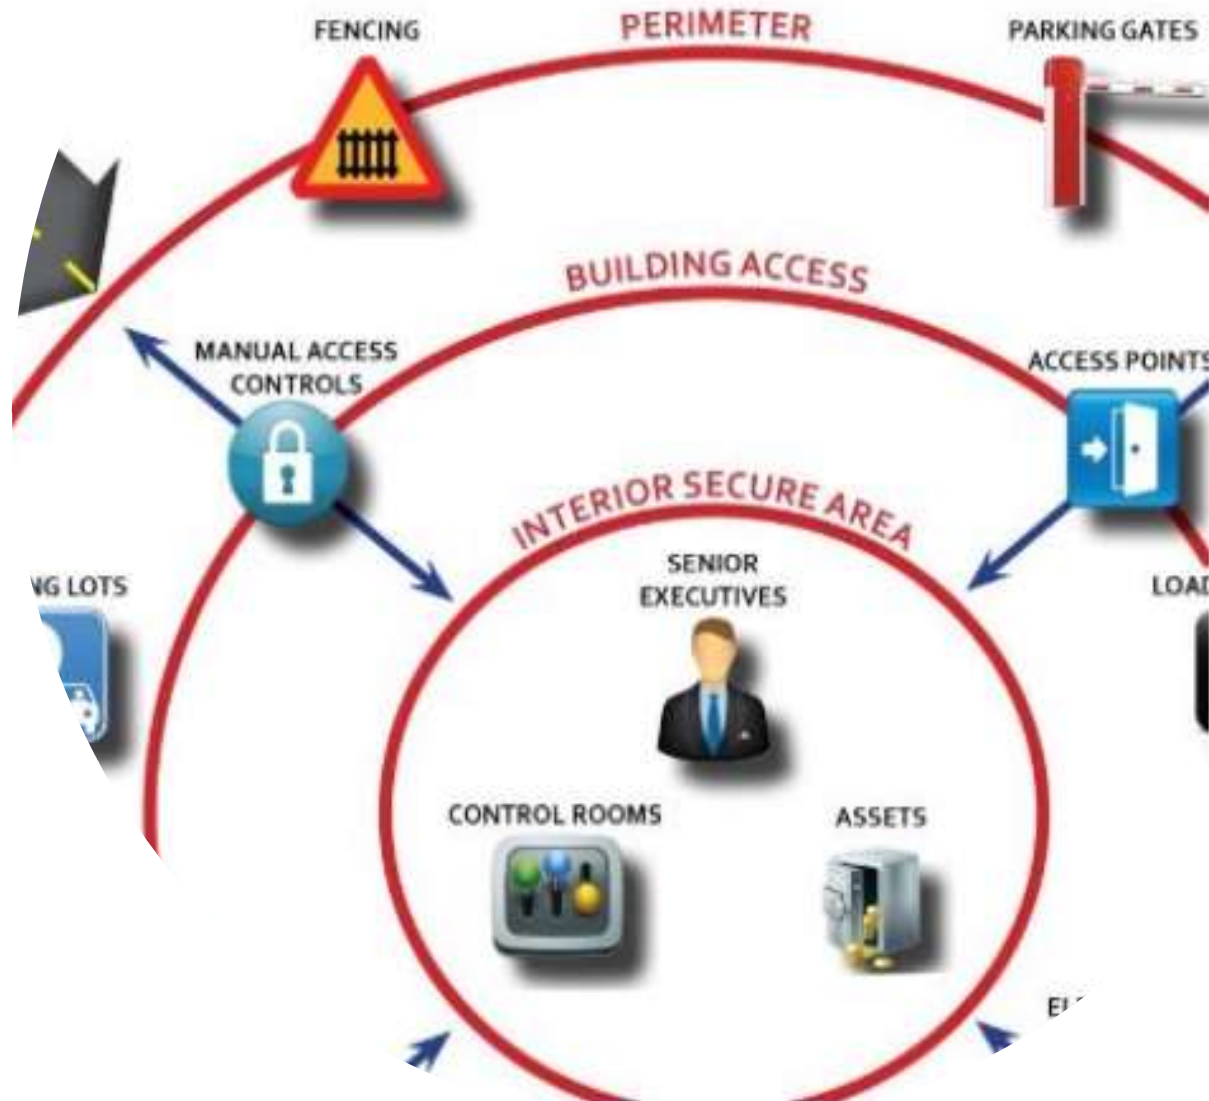 FENCING
PERIMETER
PARKING GATES
BUILDING ACCESS
MANUAL ACCESS
CONTROLS
ACCESS POINTS
INTERIOR SECURE AREA
SENIOR
EXECUTIVES
LOTS
CONTROL ROOMS
ASSETS